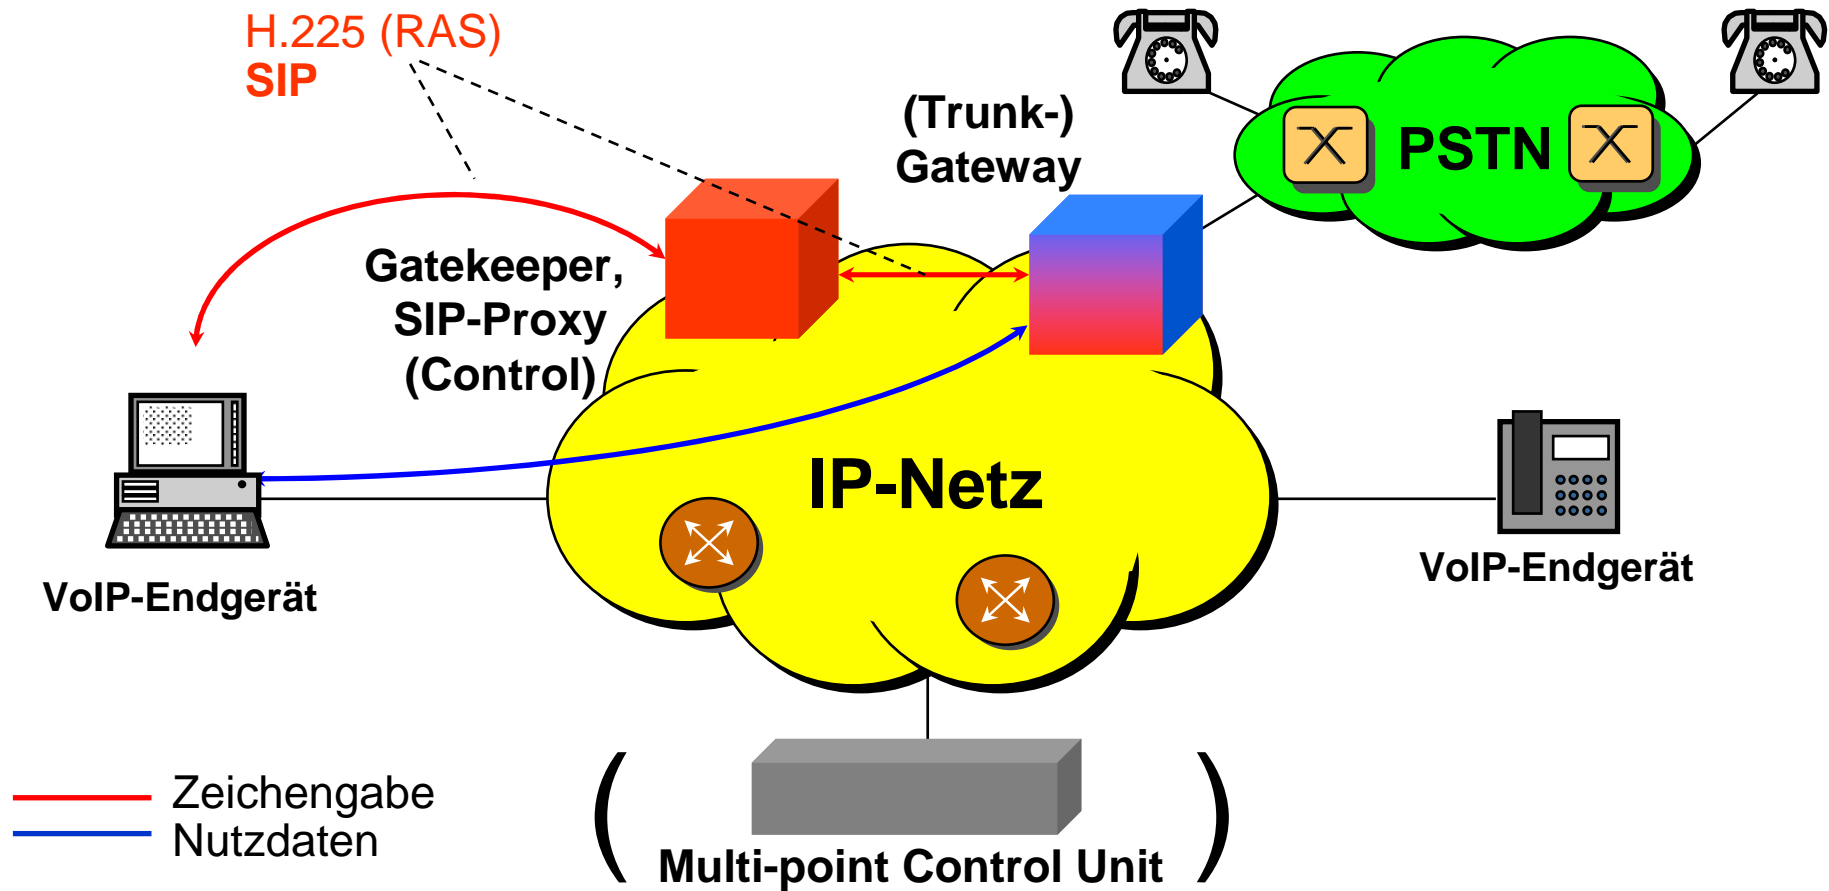 H.225 (RAS)
SIP
(Trunk-)
Gateway
PSTN
Gatekeeper,
SIP-Proxy
(Control)
IP-Netz
VoIP-Endgerät
VoIP-Endgerät
Zeichengabe
Nutzdaten
( )
Multi-point Control Unit